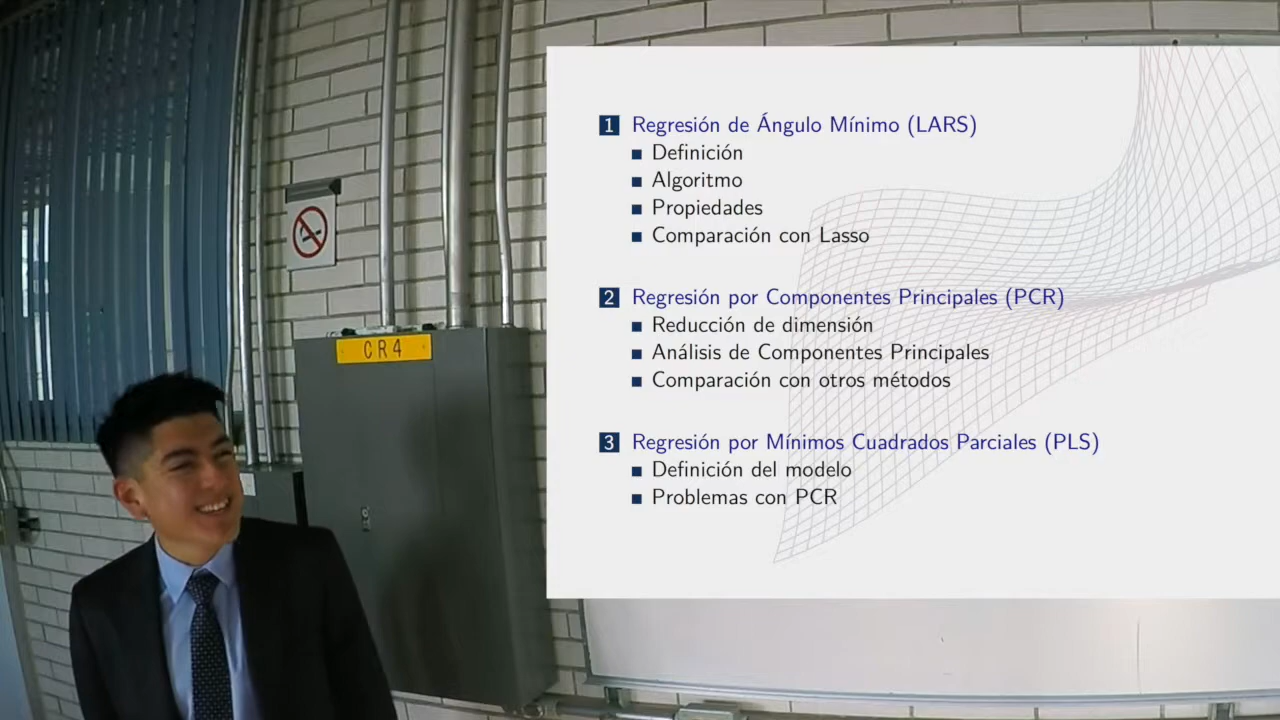 CR4
1 Regresión de Ángulo Mínimo (LARS)
Definición
Algoritmo
Propiedades
Comparación con Lasso
2 Regresión por Componentes Principales (PCR)
Reducción de dimensión
Análisis de Componentes Principales
Comparación con otros métodos
3 Regresión por Mínimos Cuadrados Parciales (PLS)
Definición del modelo
Problemas con PCR